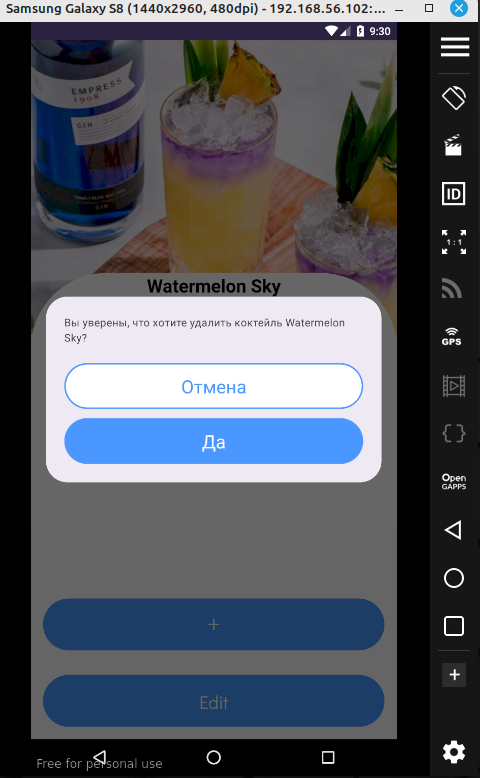 Samsung Galaxy S8 (1440x2960, 480dpi) - 192.168.56.102:...
9:30
EMPRESS
1908
GIN
Watermelon Sky
Вы уверены, что хотите удалить коктейль Watermelon
Sky?
Отмена
Да
+
Edit
Free for personal use
ID
1:1
GPS
Open
GAPPS